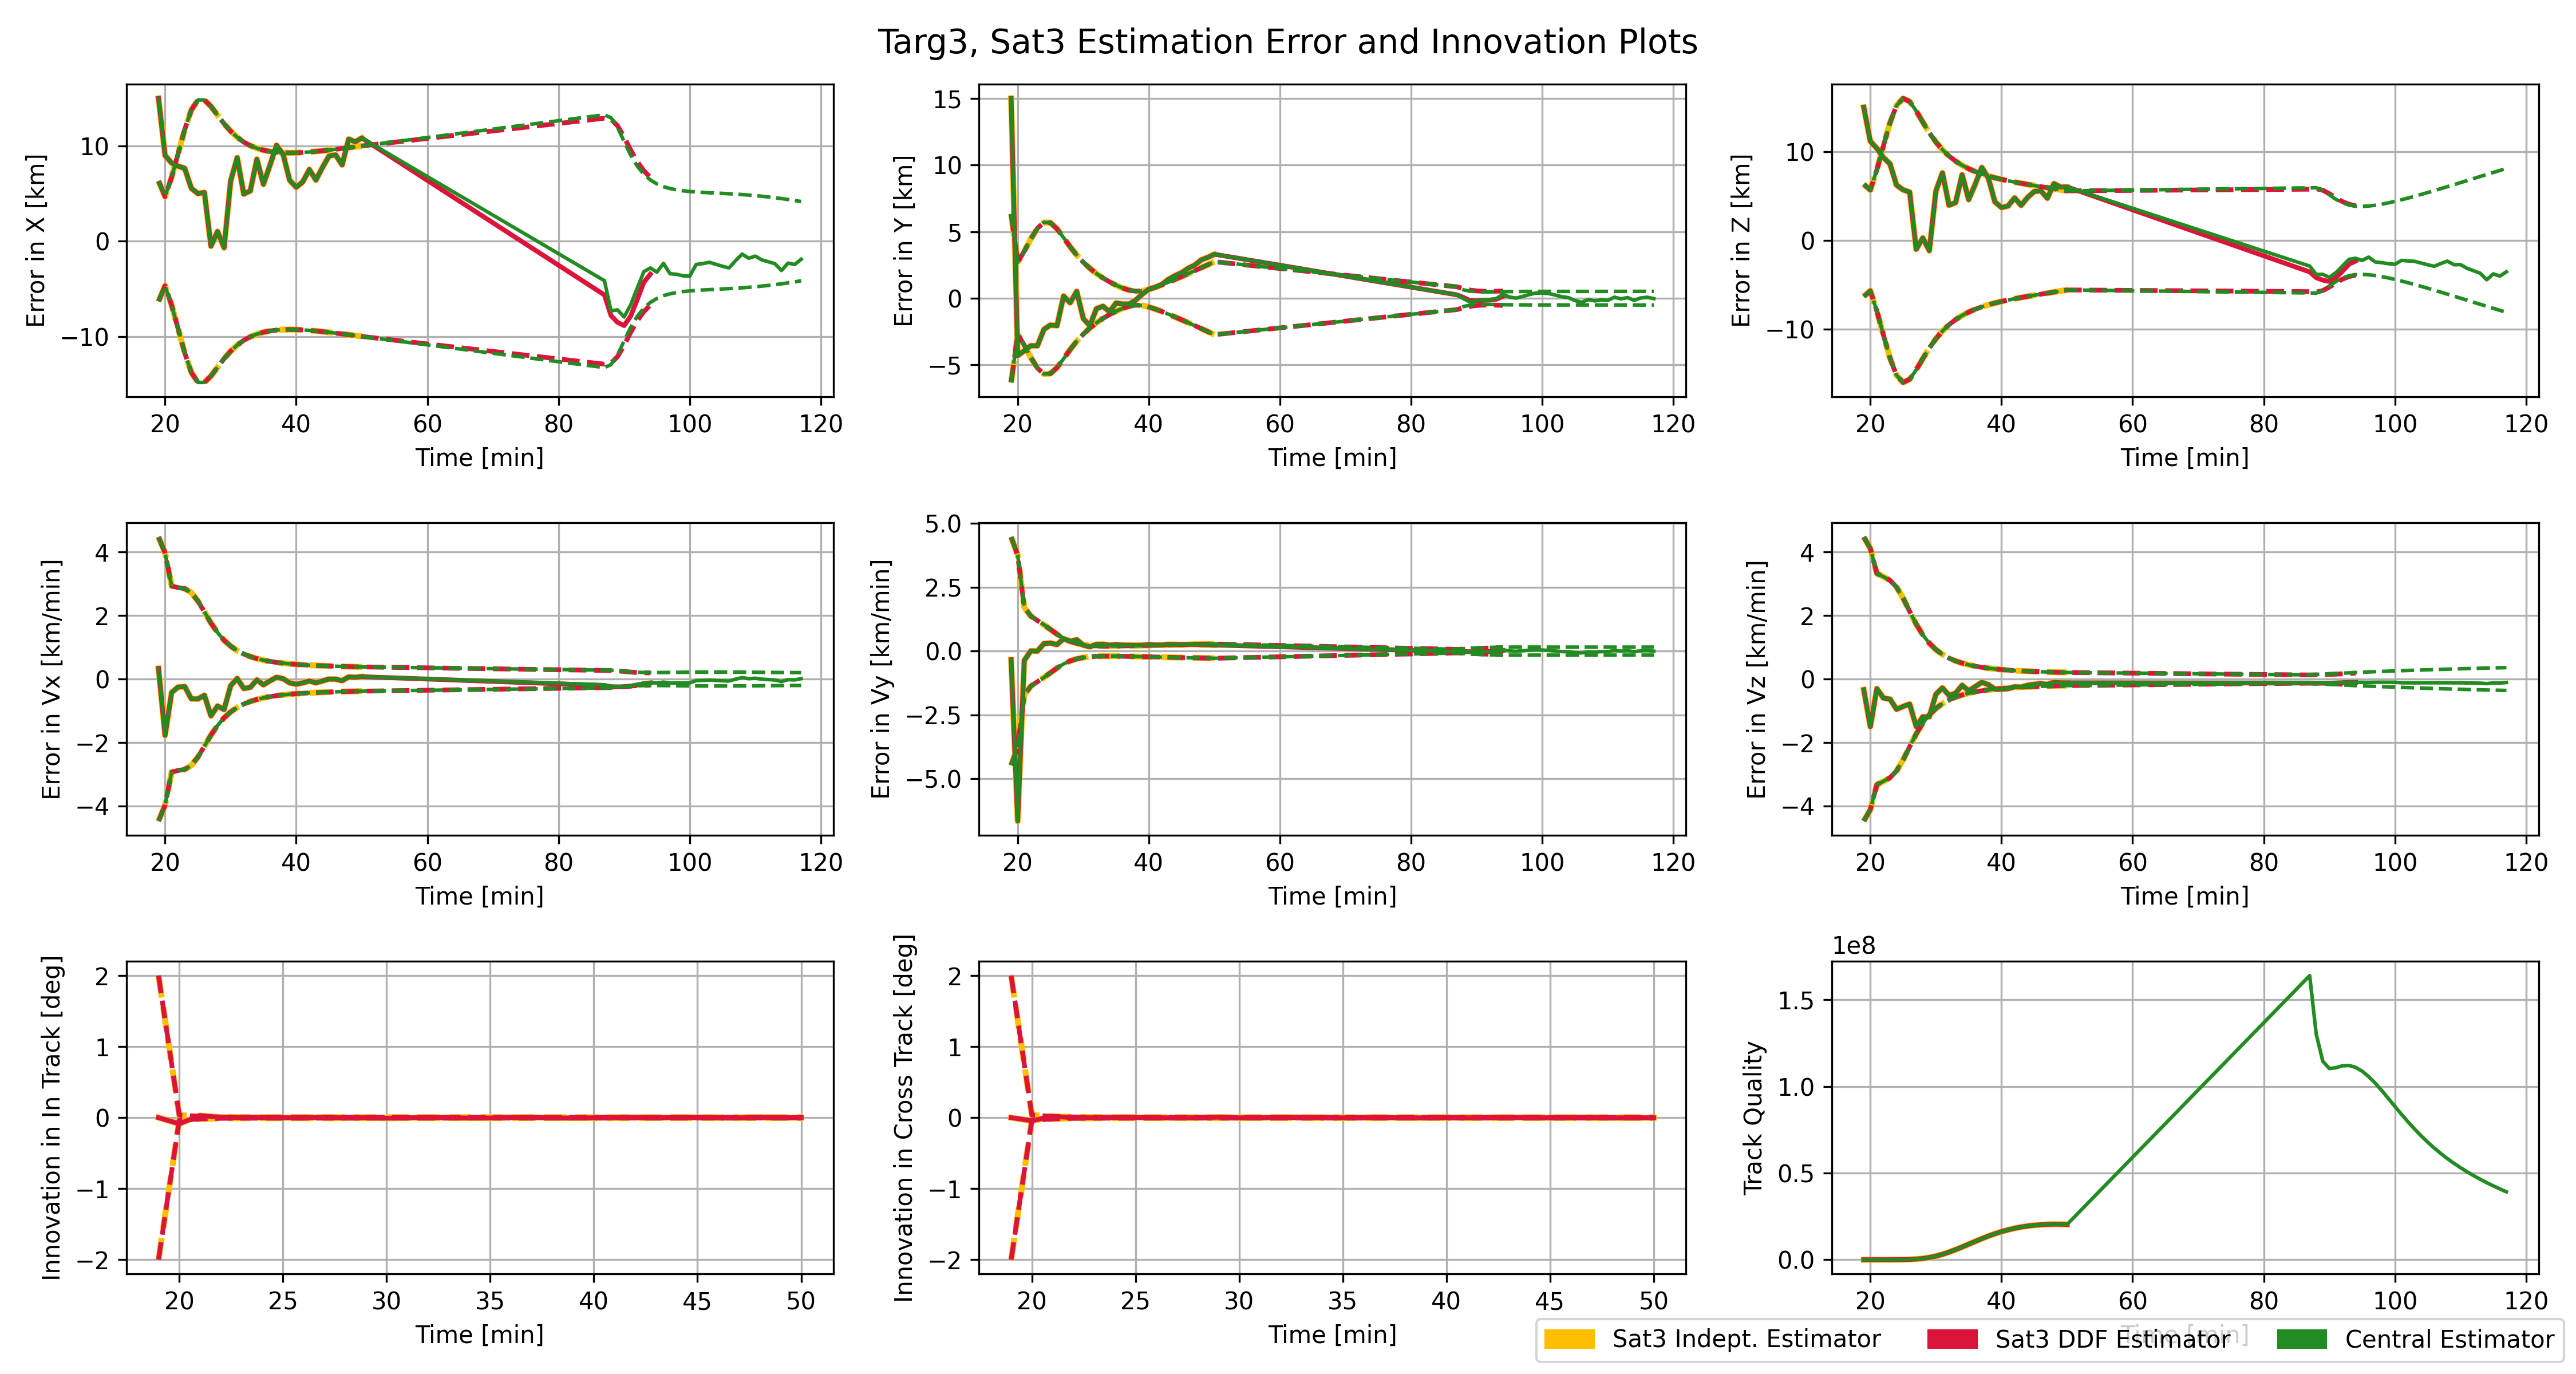 Targ3, Sat3 Estimation Error and Innovation Plots
Error in X [km]
10
0
−10
20 40 60 80 100 120
Time [min]
Error in Y [km]
15
10
5
0
−5
20 40 60 80 100 120
Time [min]
Error in Z [km]
10
0
−10
20 40 60 80 100 120
Time [min]
Error in Vx [km/min]
4
2
0
−2
−4
20 40 60 80 100 120
Time [min]
Error in Vy [km/min]
5.0
2.5
0.0
−2.5
−5.0
20 40 60 80 100 120
Time [min]
Error in Vz [km/min]
4
2
0
−2
−4
20 40 60 80 100 120
Time [min]
Innovation in In Track [deg]
2
1
0
−1
−2
20 25 30 35 40 45 50
Time [min]
Innovation in Cross Track [deg]
2
1
0
−1
−2
20 25 30 35 40 45 50
Time [min]
Track Quality
1e8
1.5
1.0
0.5
0.0
20 40 60 80 100 120
Time [min]
Sat3 Indept. Estimator Sat3 DDF Estimator Central Estimator